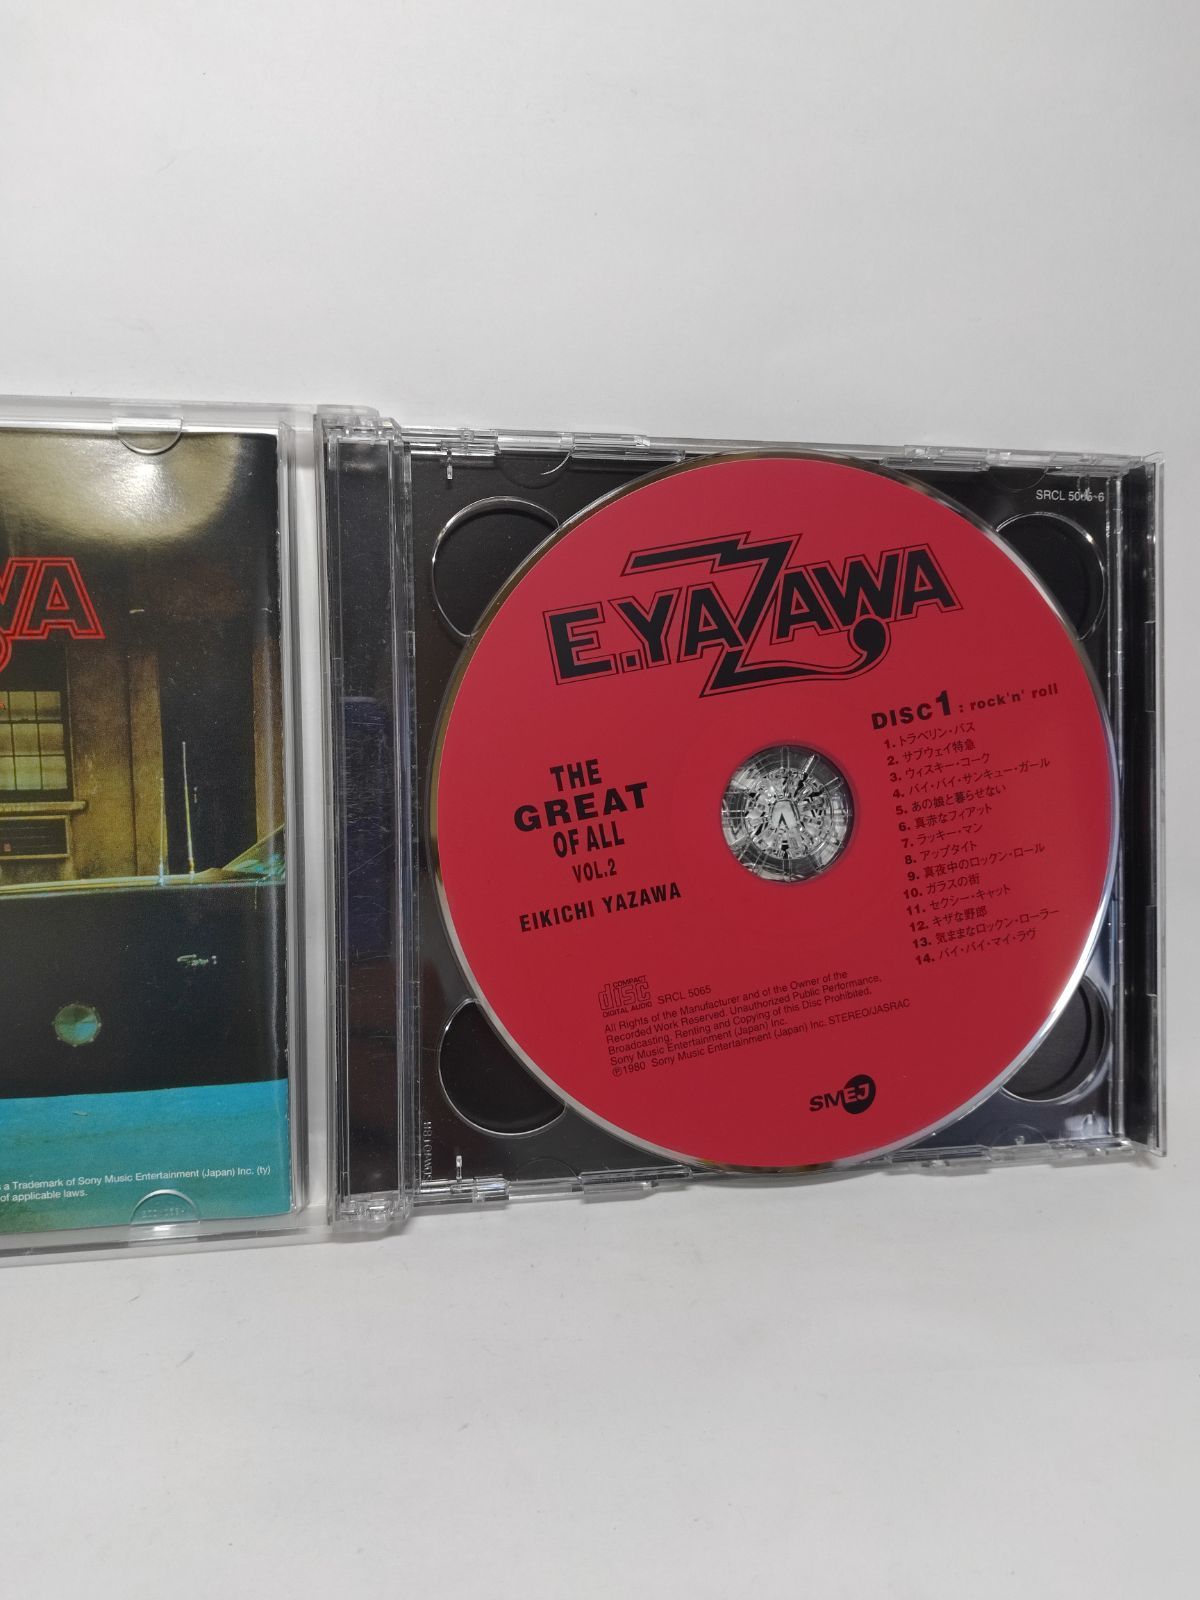 WA
s a Trademark of Sony Music Entertainment (Japan) Inc. (ty)
of applicable laws.
SRCL 5065~6
E.YAZAWA
THE
GREAT
OF ALL
VOL.2
EIKICHI YAZAWA
DISC 1 : rock'n' roll
1. トラベリン・バス
2. サブウェイ特急
3. ウィスキー・コーク
4. バイ・バイ・サンキュー・ガール
5. あの娘と暮らせない
6. 真赤なフィアット
7. ラッキー・マン
8. アップタイト
9. 真夜中のロックン・ロール
10. ガラスの街
11. セクシー・キャット
12. キザな野郎
13. 気ままなロックン・ローラー
14. バイ・バイ・マイ・ラヴ
COMPACT
disc
DIGITAL AUDIO
SRCL 5065
All Rights of the Manufacturer and of the Owner of the
Recorded Work Reserved. Unauthorized Public Performance,
Broadcasting, Renting and Copying of this Disc Prohibited.
Sony Music Entertainment (Japan) Inc.
℗1980 Sony Music Entertainment (Japan) Inc. STEREO/JASRAC
SMEJ